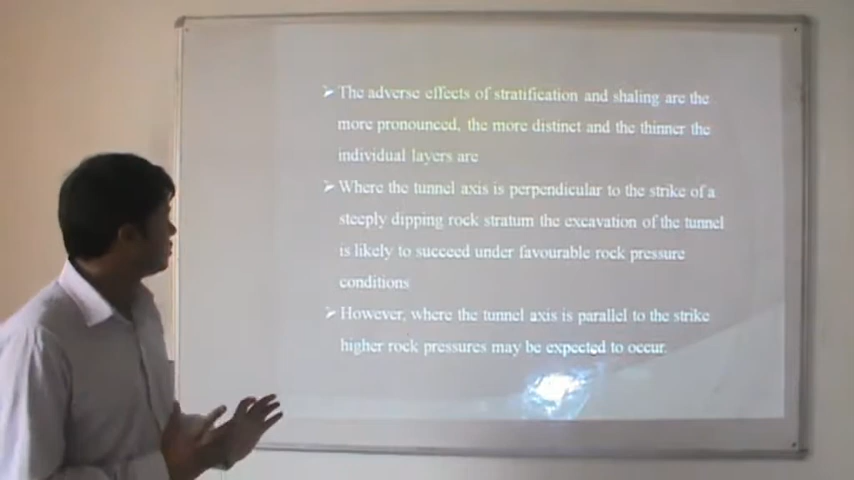 ➢ The adverse effects of stratification and shaling are the
more pronounced, the more distinct and the thinner the
individual layers are
➢ Where the tunnel axis is perpendicular to the strike of a
steeply dipping rock stratum the excavation of the tunnel
is likely to succeed under favourable rock pressure
conditions
➢ However, where the tunnel axis is parallel to the strike
higher rock pressures may be expected to occur.